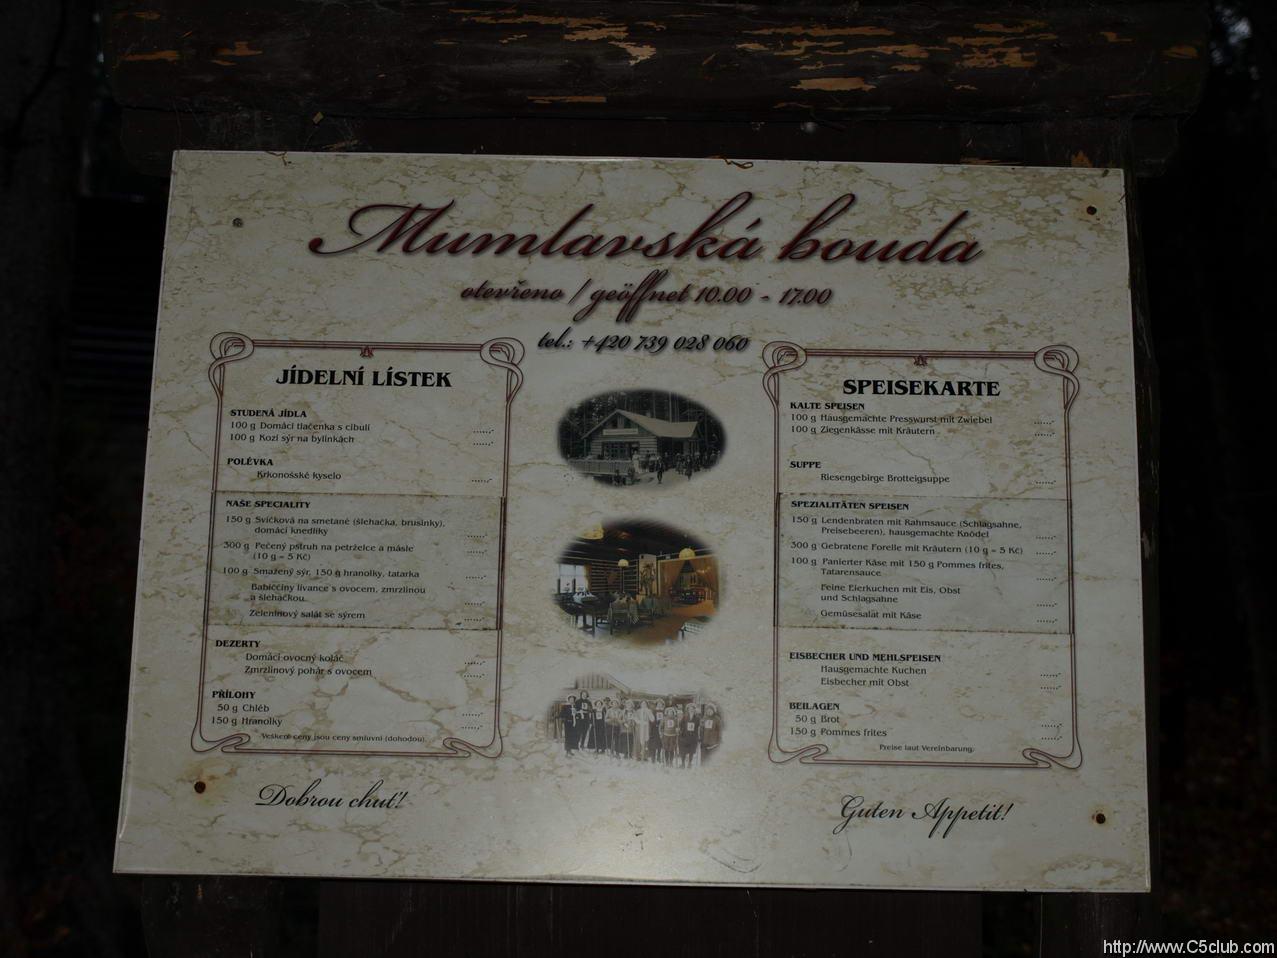 Mumlavská bouda
otevřeno / geöffnet 10.00 - 17.00
tel.: +420 739 028 060
JÍDELNÍ LÍSTEK
STUDENÁ JÍDLA
100 g Domácí tlačenka s cibulí ......,-
100 g Kozí sýr na bylinkách ......,-
POLÉVKA
Krkonošské kyselo ......,-
NAŠE SPECIALITY
150 g Svíčková na smetaně (šlehačka, brusinky),
domácí knedlíky ......,-
300 g Pečený pstruh na petrželce a másle ......,-
(10 g = 5 Kč)
100 g Smažený sýr, 150 g hranolky, tatarka ......,-
Babiččiny lívance s ovocem, zmrzlinou
a šlehačkou ......,-
Zeleninový salát se sýrem ......,-
DEZERTY
Domácí ovocný koláč ......,-
Zmrzlinový pohár s ovocem ......,-
PŘÍLOHY
50 g Chléb ......,-
150 g Hranolky ......,-
Veškeré ceny jsou ceny smluvní (dohodou).
Dobrou chuť!
SPEISEKARTE
KALTE SPEISEN
100 g Hausgemachte Presswurst mit Zwiebel ......,-
100 g Ziegenkässe mit Kräutern ......,-
SUPPE
Riesengebirge Brotteigsuppe ......,-
SPEZIALITÄTEN SPEISEN
150 g Lendenbraten mit Rahmsauce (Schlagsahne,
Preisebeeren), hausgemachte Knödel ......,-
300 g Gebratene Forelle mit Kräutern (10 g = 5 Kč) ......,-
100 g Panierter Käse mit 150 g Pommes frites,
Tatarensauce ......,-
Feine Eierkuchen mit Eis, Obst
und Schlagsahne ......,-
Gemüsesalat mit Käse ......,-
EISBECHER UND MEHLSPEISEN
Hausgemachte Kuchen ......,-
Eisbecher mit Obst ......,-
BEILAGEN
50 g Brot ......,-
150 g Pommes frites ......,-
Preise laut Vereinbarung.
Guten Appetit!
http://www.C5club.com